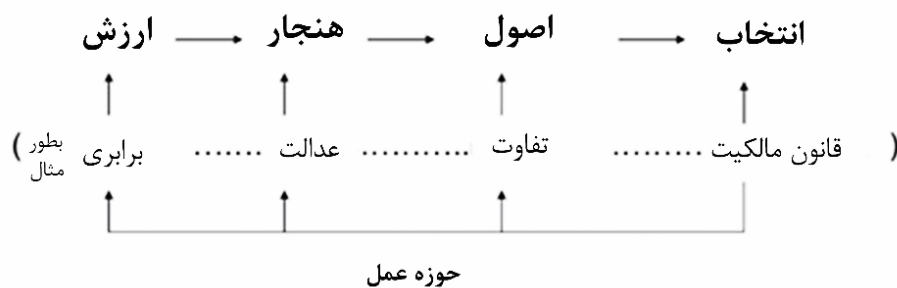 ارزش هنجار اصول انتخاب
( بطور مثال برابری ....... عدالت ........... تفاوت ......... قانون مالکیت )
حوزه عمل